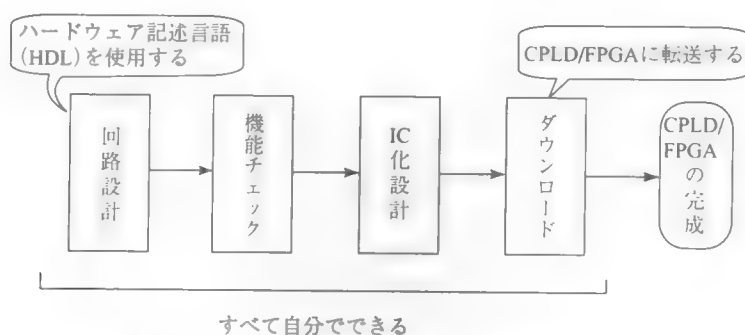 ハードウェア記述言語
(HDL)を使用する
CPLD/FPGAに転送する
回路設計
機能チェック
IC
化設計
ダウンロード
CPLD/
FPGA
の完成
すべて自分でできる